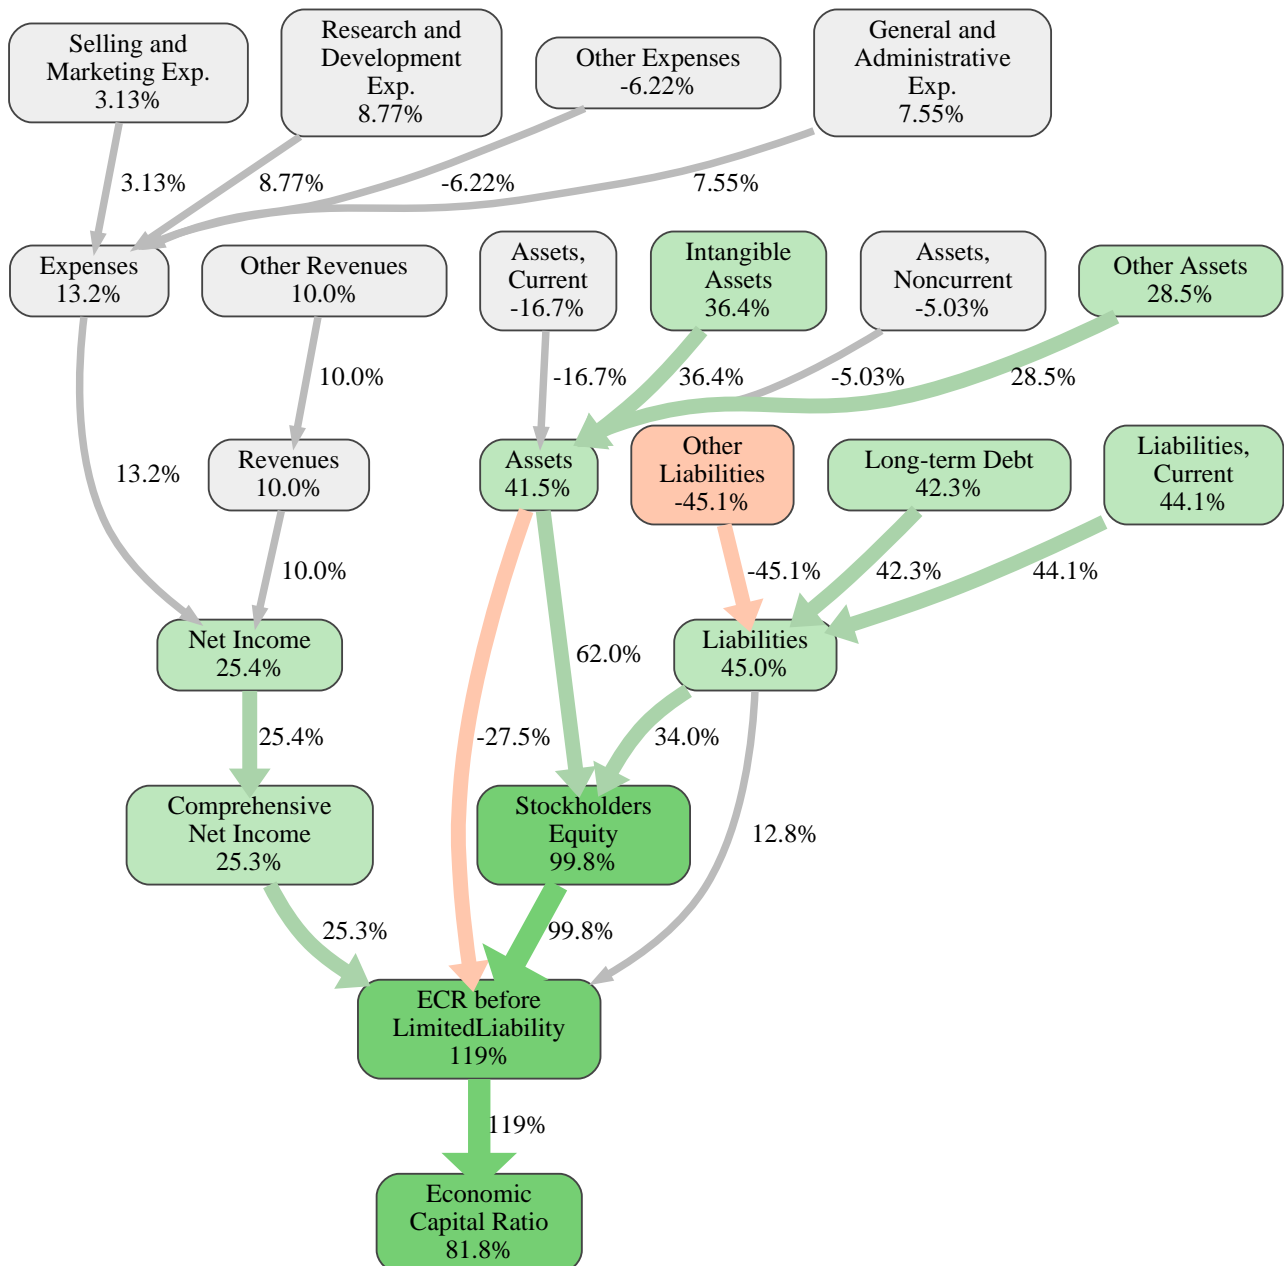 Selling and
Marketing Exp.
3.13%
Research and
Development
Exp.
8.77%
Other Expenses
-6.22%
General and
Administrative
Exp.
7.55%
3.13%
8.77%
-6.22%
7.55%
Expenses
13.2%
Other Revenues
10.0%
Assets,
Current
-16.7%
Intangible
Assets
36.4%
Assets,
Noncurrent
-5.03%
Other Assets
28.5%
10.0%
-16.7%
36.4%
-5.03%
28.5%
13.2%
Revenues
10.0%
Assets
41.5%
Other
Liabilities
-45.1%
Long-term Debt
42.3%
Liabilities,
Current
44.1%
10.0%
-45.1%
42.3%
44.1%
Net Income
25.4%
62.0%
Liabilities
45.0%
25.4%
-27.5%
34.0%
Comprehensive
Net Income
25.3%
Stockholders
Equity
99.8%
12.8%
25.3%
99.8%
ECR before
LimitedLiability
119%
119%
Economic
Capital Ratio
81.8%